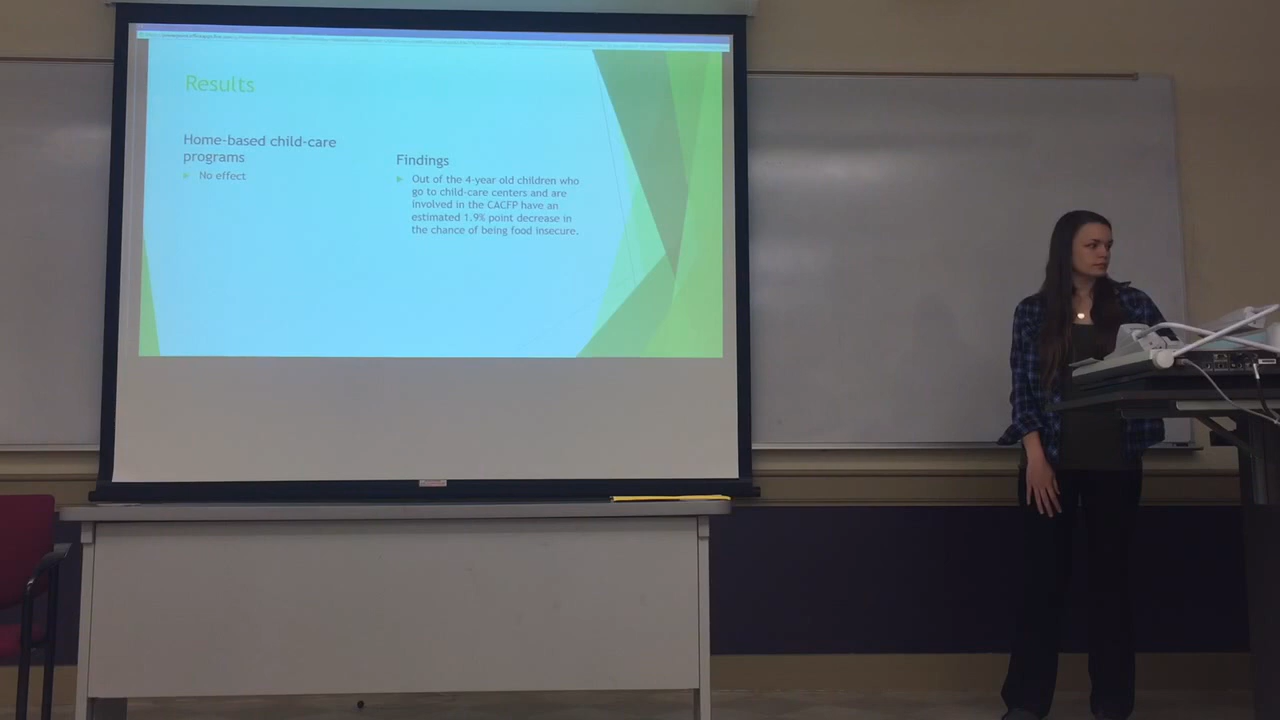 Results
Home-based child-care
programs
No effect
Findings
Out of the 4-year old children who
go to child-care centers and are
involved in the CACFP have an
estimated 1.9% point decrease in
the chance of being food insecure.